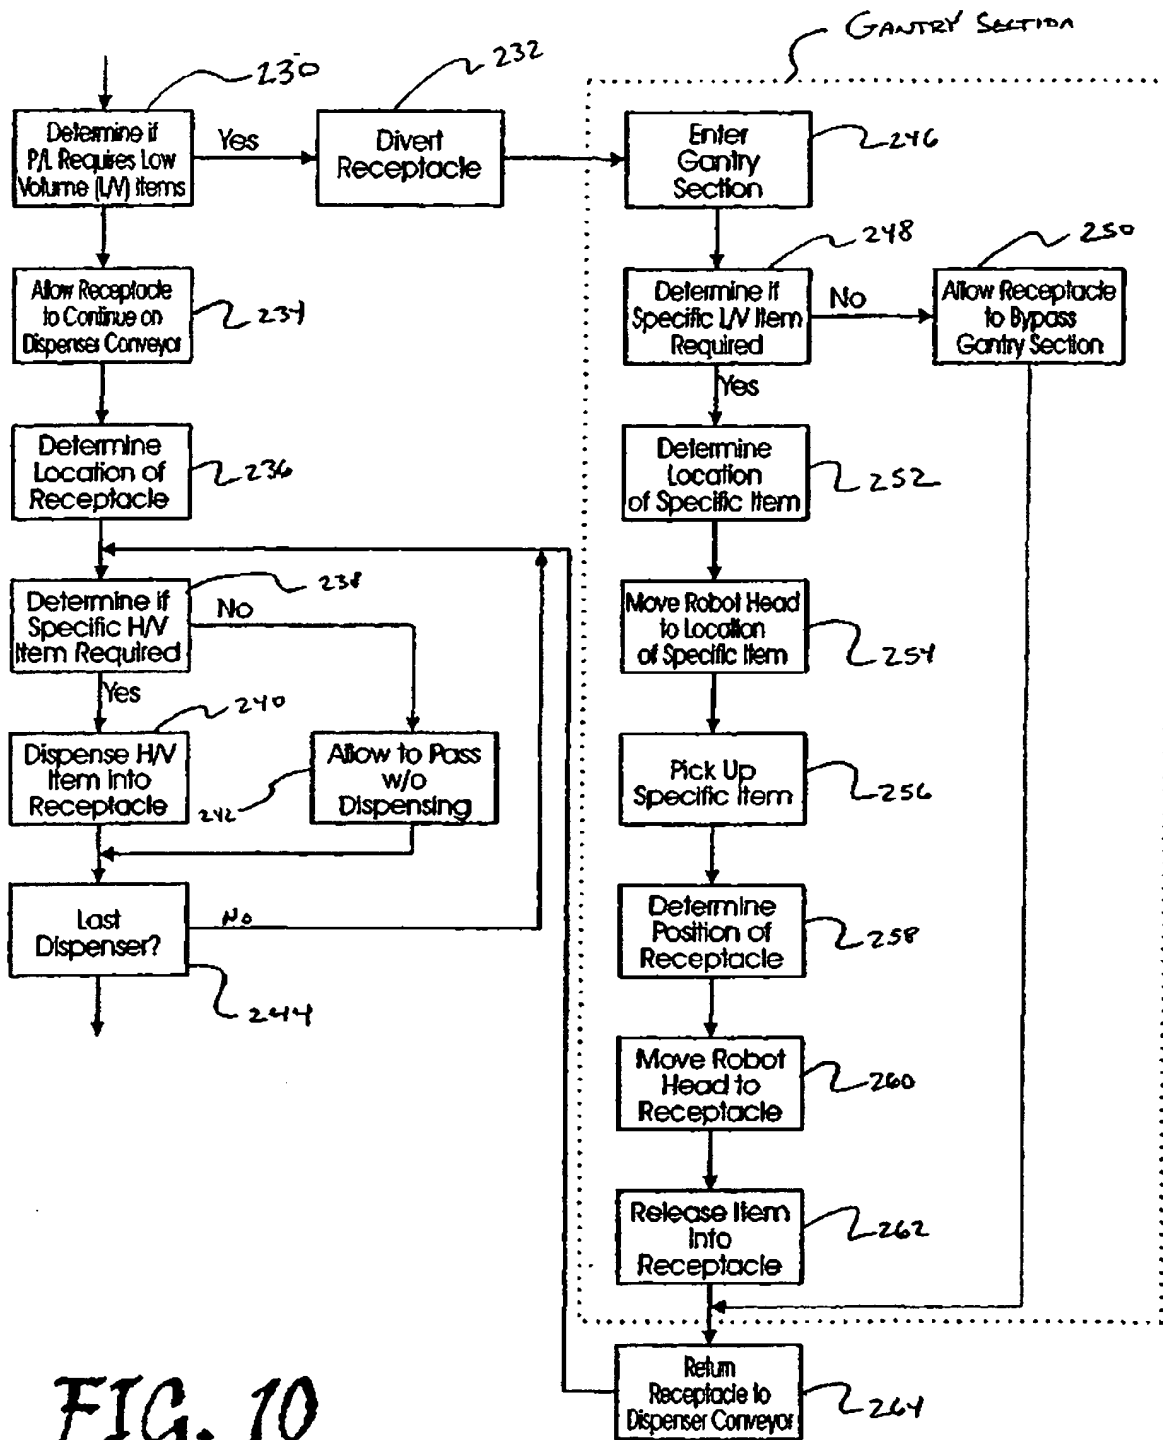 GANTRY SECTION
230
232
Determine if
P/L Requires Low
Volume (L/V) Items
Yes
Divert
Receptacle
Enter
Gantry
Section
246
248
250
Allow Receptacle
to Continue on
Dispenser Conveyor
234
Determine if
Specific L/V Item
Required
No
Allow Receptacle
to Bypass
Gantry Section
Yes
Determine
Location of
Receptacle
236
Determine
Location
of Specific Item
252
238
Determine if
Specific H/V
Item Required
No
Move Robot Head
to Location
of Specific Item
254
Yes
240
Dispense H/V
Item into
Receptacle
242
Allow to Pass
w/o
Dispensing
Pick Up
Specific Item
256
Last
Dispenser?
No
244
Determine
Position of
Receptacle
258
Move Robot
Head to
Receptacle
260
Release Item
Into
Receptacle
262
Return
Receptacle to
Dispenser Conveyor
264
FIG. 10